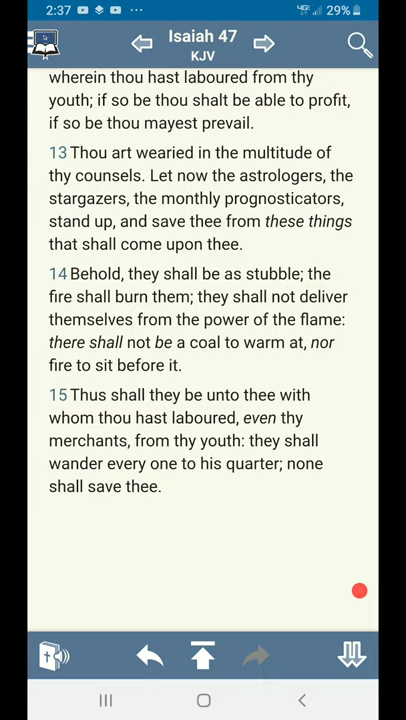 2:37
29%
Isaiah 47
KJV
wherein thou hast laboured from thy
youth; if so be thou shalt be able to profit,
if so be thou mayest prevail.
13 Thou art wearied in the multitude of
thy counsels. Let now the astrologers, the
stargazers, the monthly prognosticators,
stand up, and save thee from these things
that shall come upon thee.
14 Behold, they shall be as stubble; the
fire shall burn them; they shall not deliver
themselves from the power of the flame:
there shall not be a coal to warm at, nor
fire to sit before it.
15 Thus shall they be unto thee with
whom thou hast laboured, even thy
merchants, from thy youth: they shall
wander every one to his quarter; none
shall save thee.